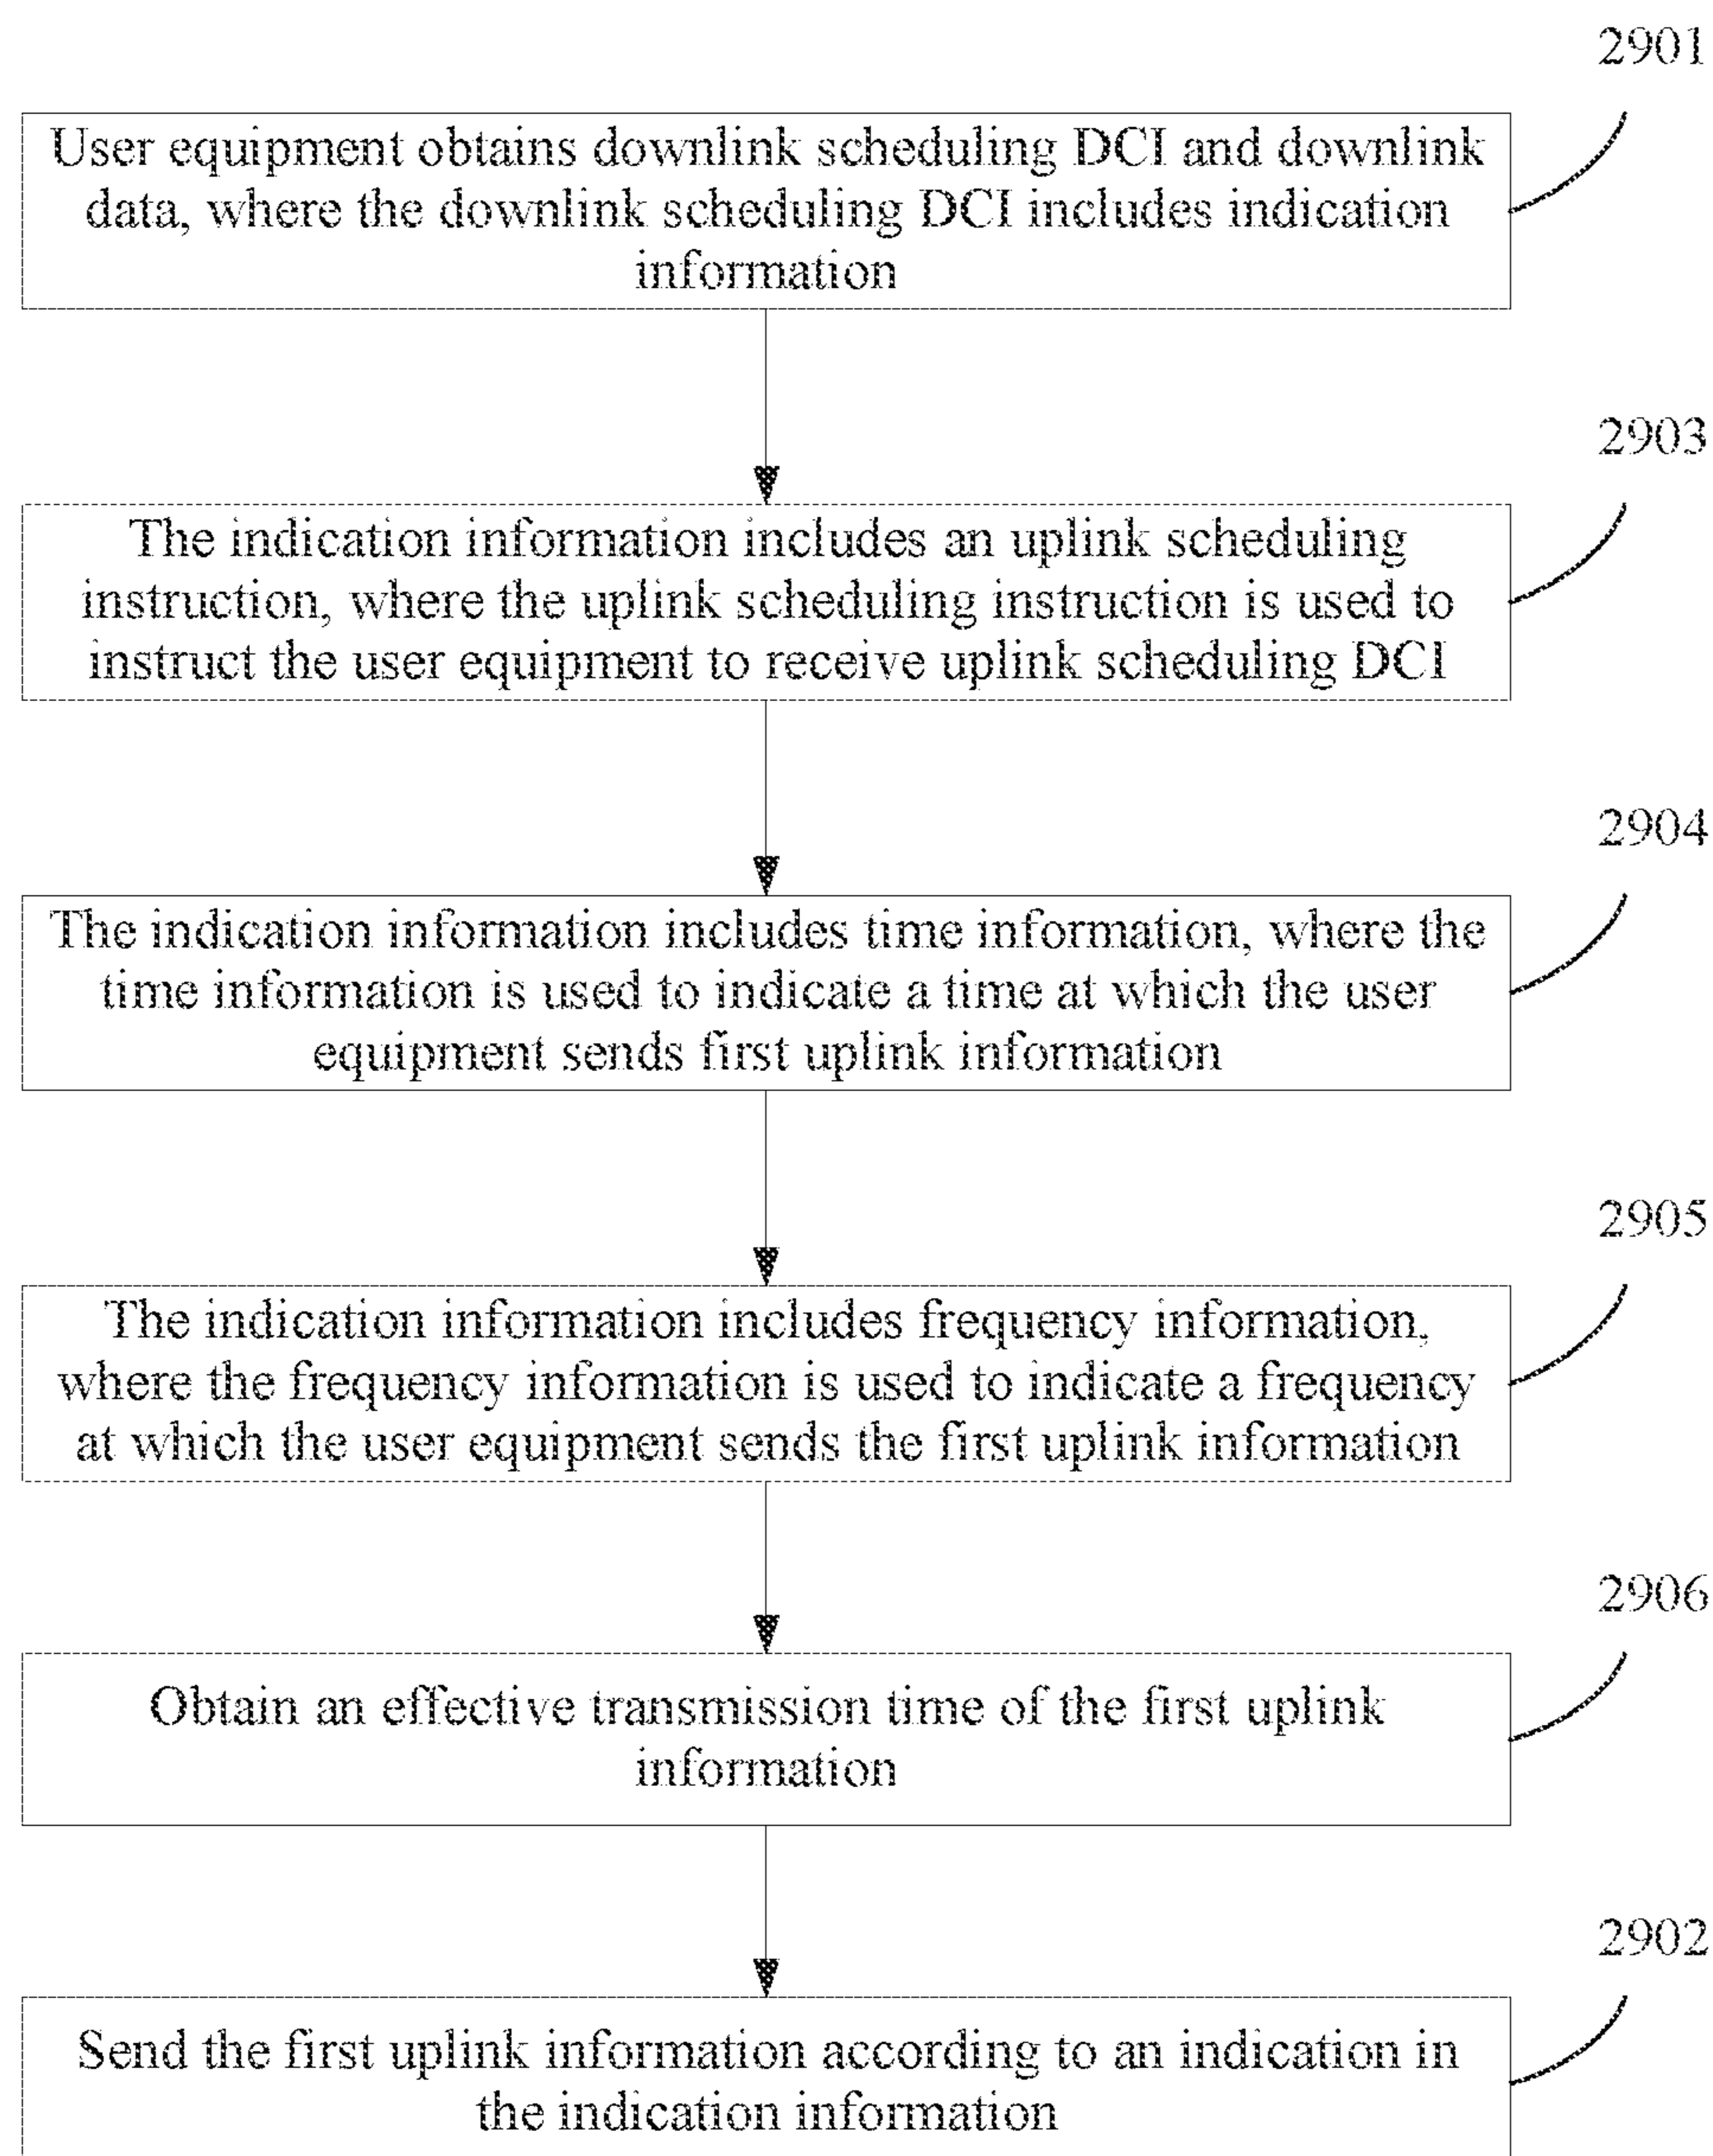 2901
User equipment obtains downlink scheduling DCI and downlink
data, where the downlink scheduling DCI includes indication
information
2903
The indication information includes an uplink scheduling
instruction, where the uplink scheduling instruction is used to
instruct the user equipment to receive uplink scheduling DCI
2904
The indication information includes time information, where the
time information is used to indicate a time at which the user
equipment sends first uplink information
2905
The indication information includes frequency information,
where the frequency information is used to indicate a frequency
at which the user equipment sends the first uplink information
2906
Obtain an effective transmission time of the first uplink
information
2902
Send the first uplink information according to an indication in
the indication information